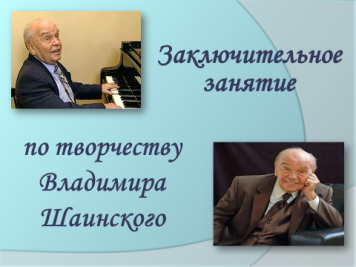 Заключительное
занятие
по творчеству
Владимира
Шаинского